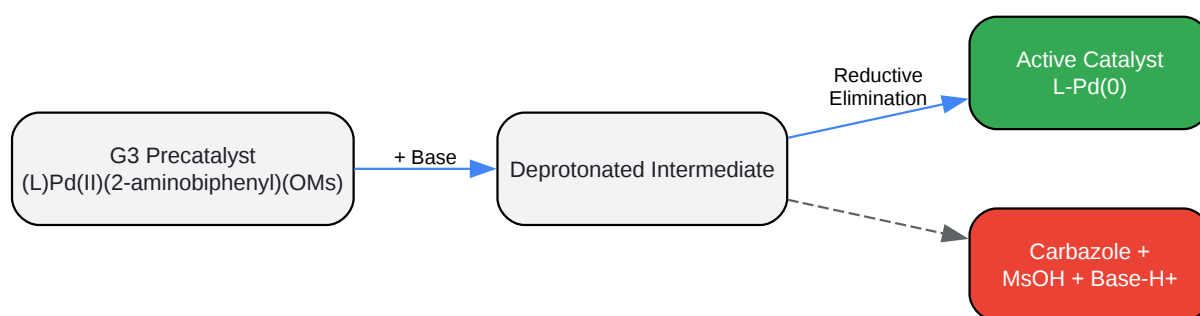 G3 Precatalyst
(L)Pd(II)(2-aminobiphenyl)(OMs)
+ Base
Deprotonated Intermediate
Reductive
Elimination
Active Catalyst
L-Pd(0)
Carbazole +
MsOH + Base-H+